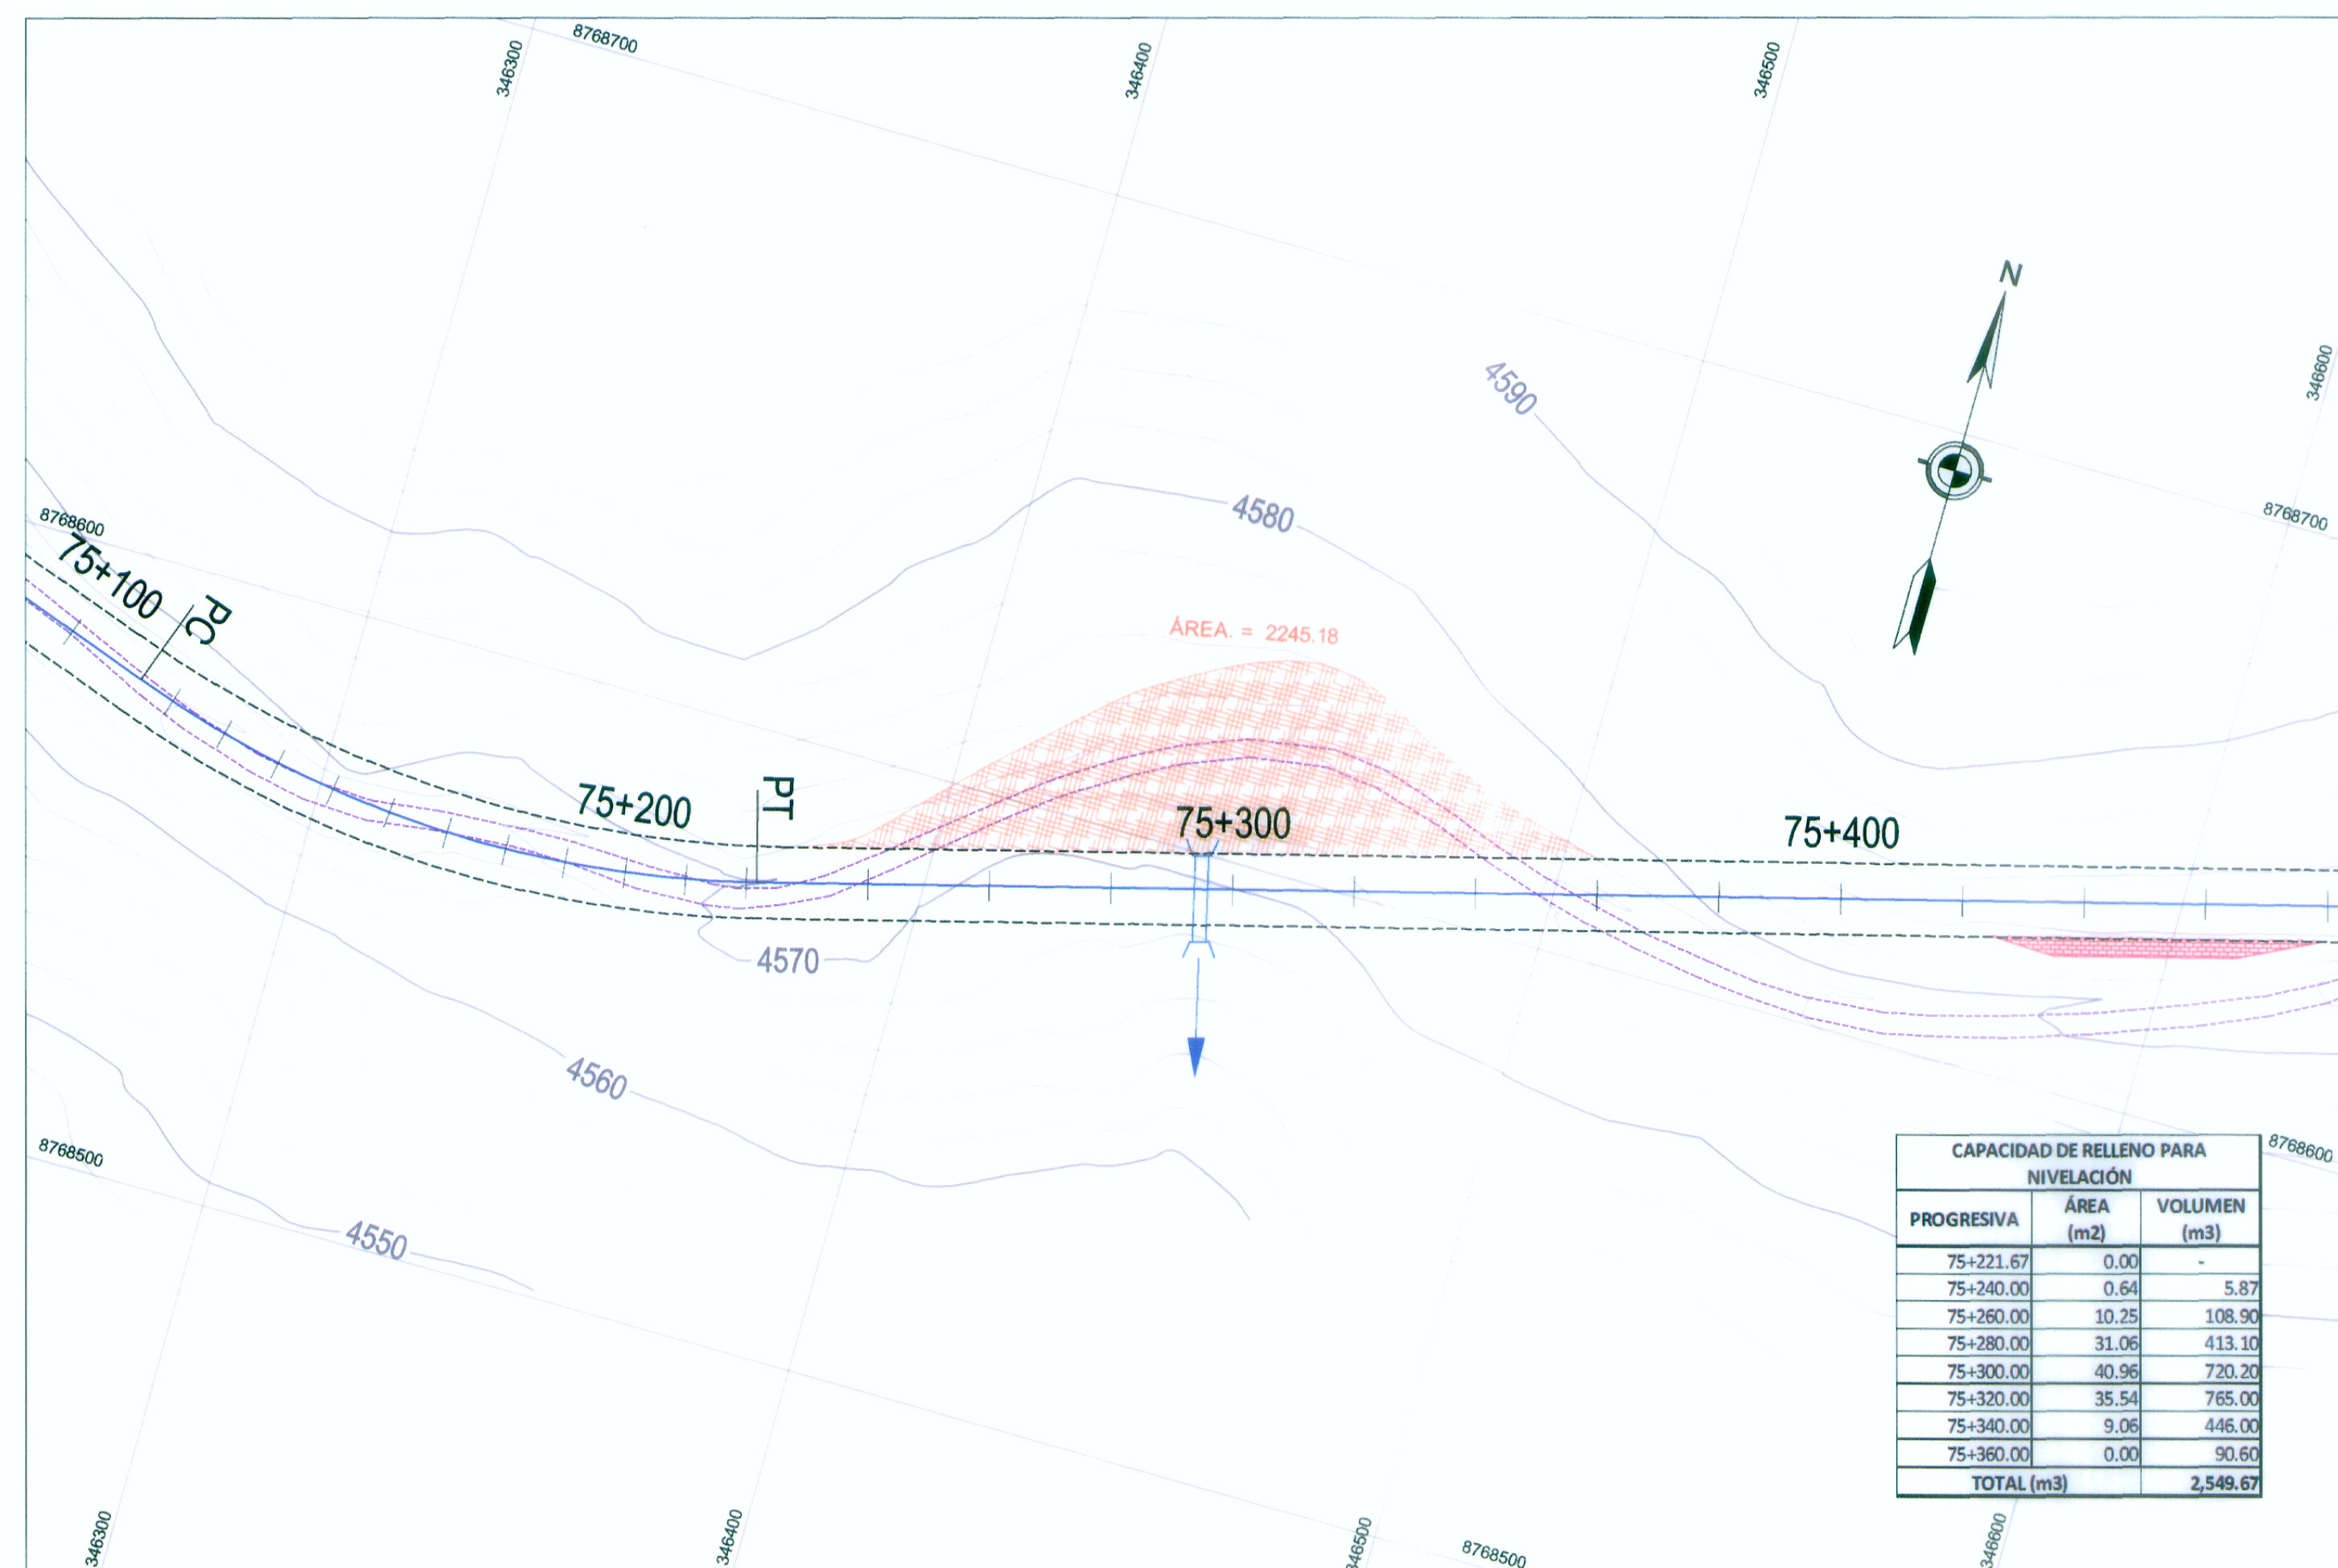 346300
8768700
346400
346500
N
346600
4590
4580
8768600
8768700
75+100
PC
ÁREA. = 2245.18
75+200
PT
75+300
75+400
4570
4560
8768500
4550
8768600
CAPACIDAD DE RELLENO PARA
NIVELACIÓN
PROGRESIVA ÁREA (m2) VOLUMEN (m3)
75+221.67 0.00 -
75+240.00 0.64 5.87
75+260.00 10.25 108.90
75+280.00 31.06 413.10
75+300.00 40.96 720.20
75+320.00 35.54 765.00
75+340.00 9.06 446.00
75+360.00 0.00 90.60
TOTAL (m3) 2,549.67
346300
346400
346500
8768500
346600